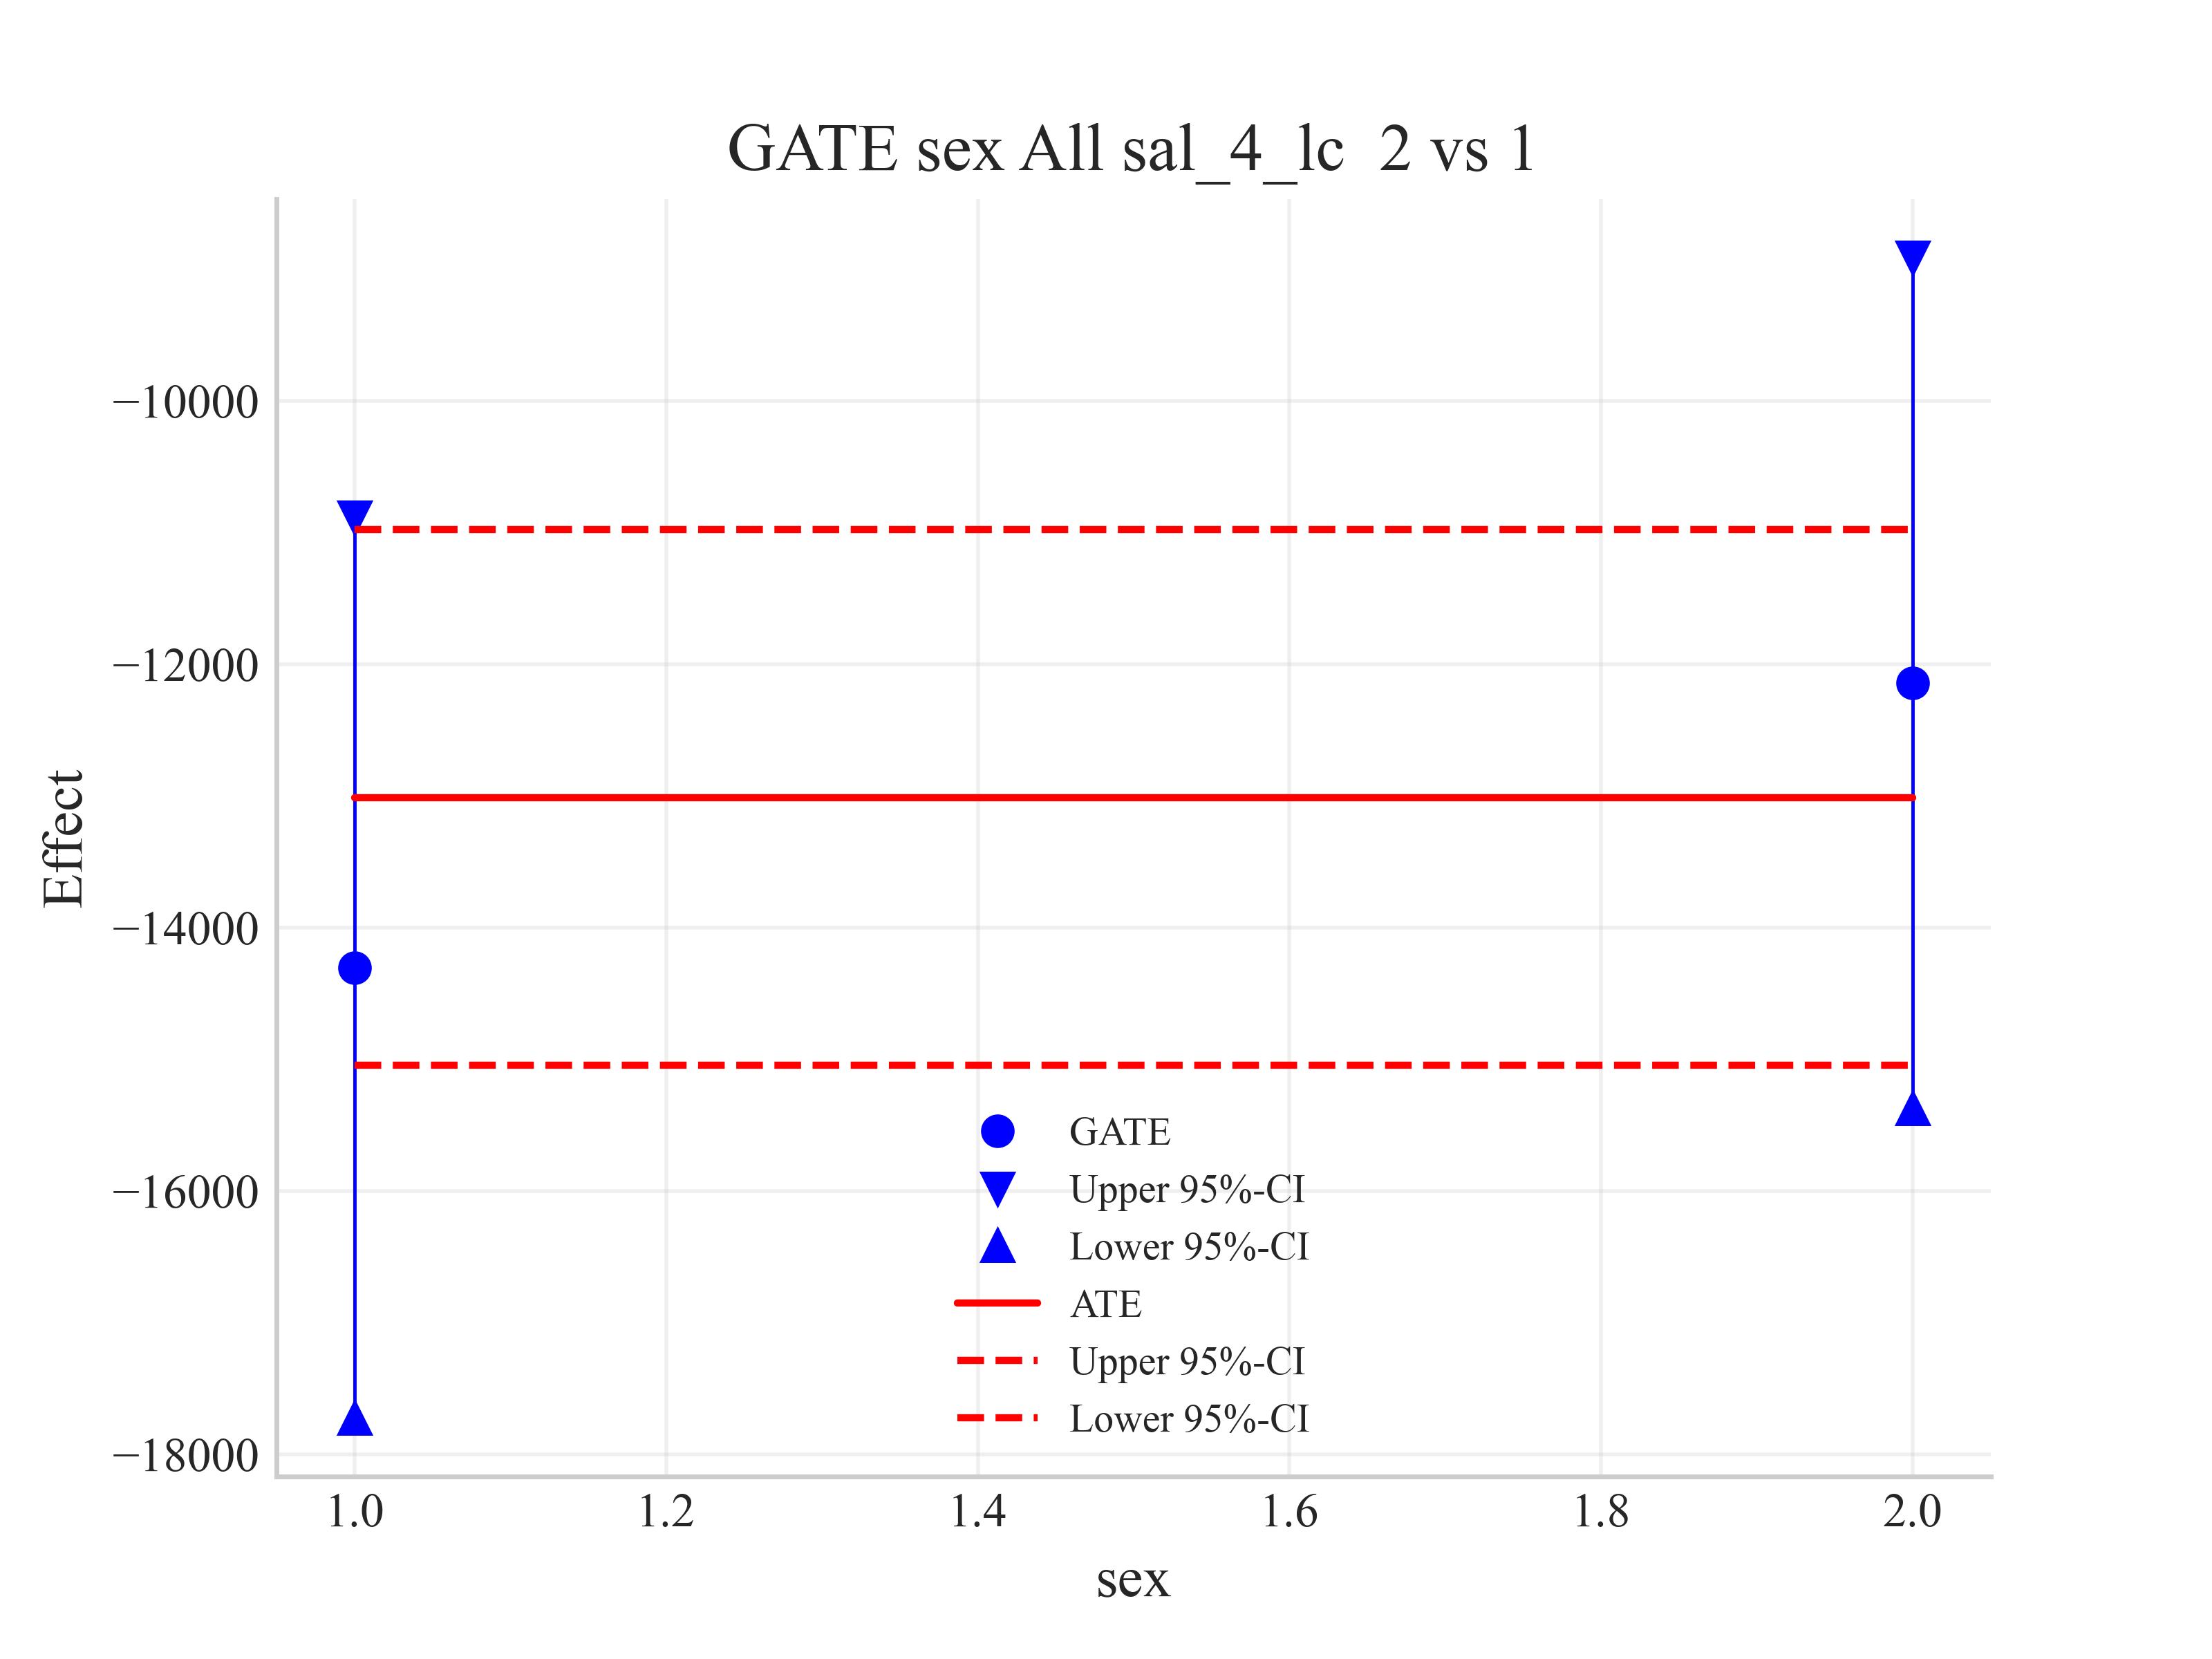 GATE sex All sal_4_lc  2 vs 1
−10000
−12000
−14000
−16000
−18000
Effect
GATE
Upper 95%-CI
Lower 95%-CI
ATE
Upper 95%-CI
Lower 95%-CI
1.0
1.2
1.4
1.6
1.8
2.0
sex